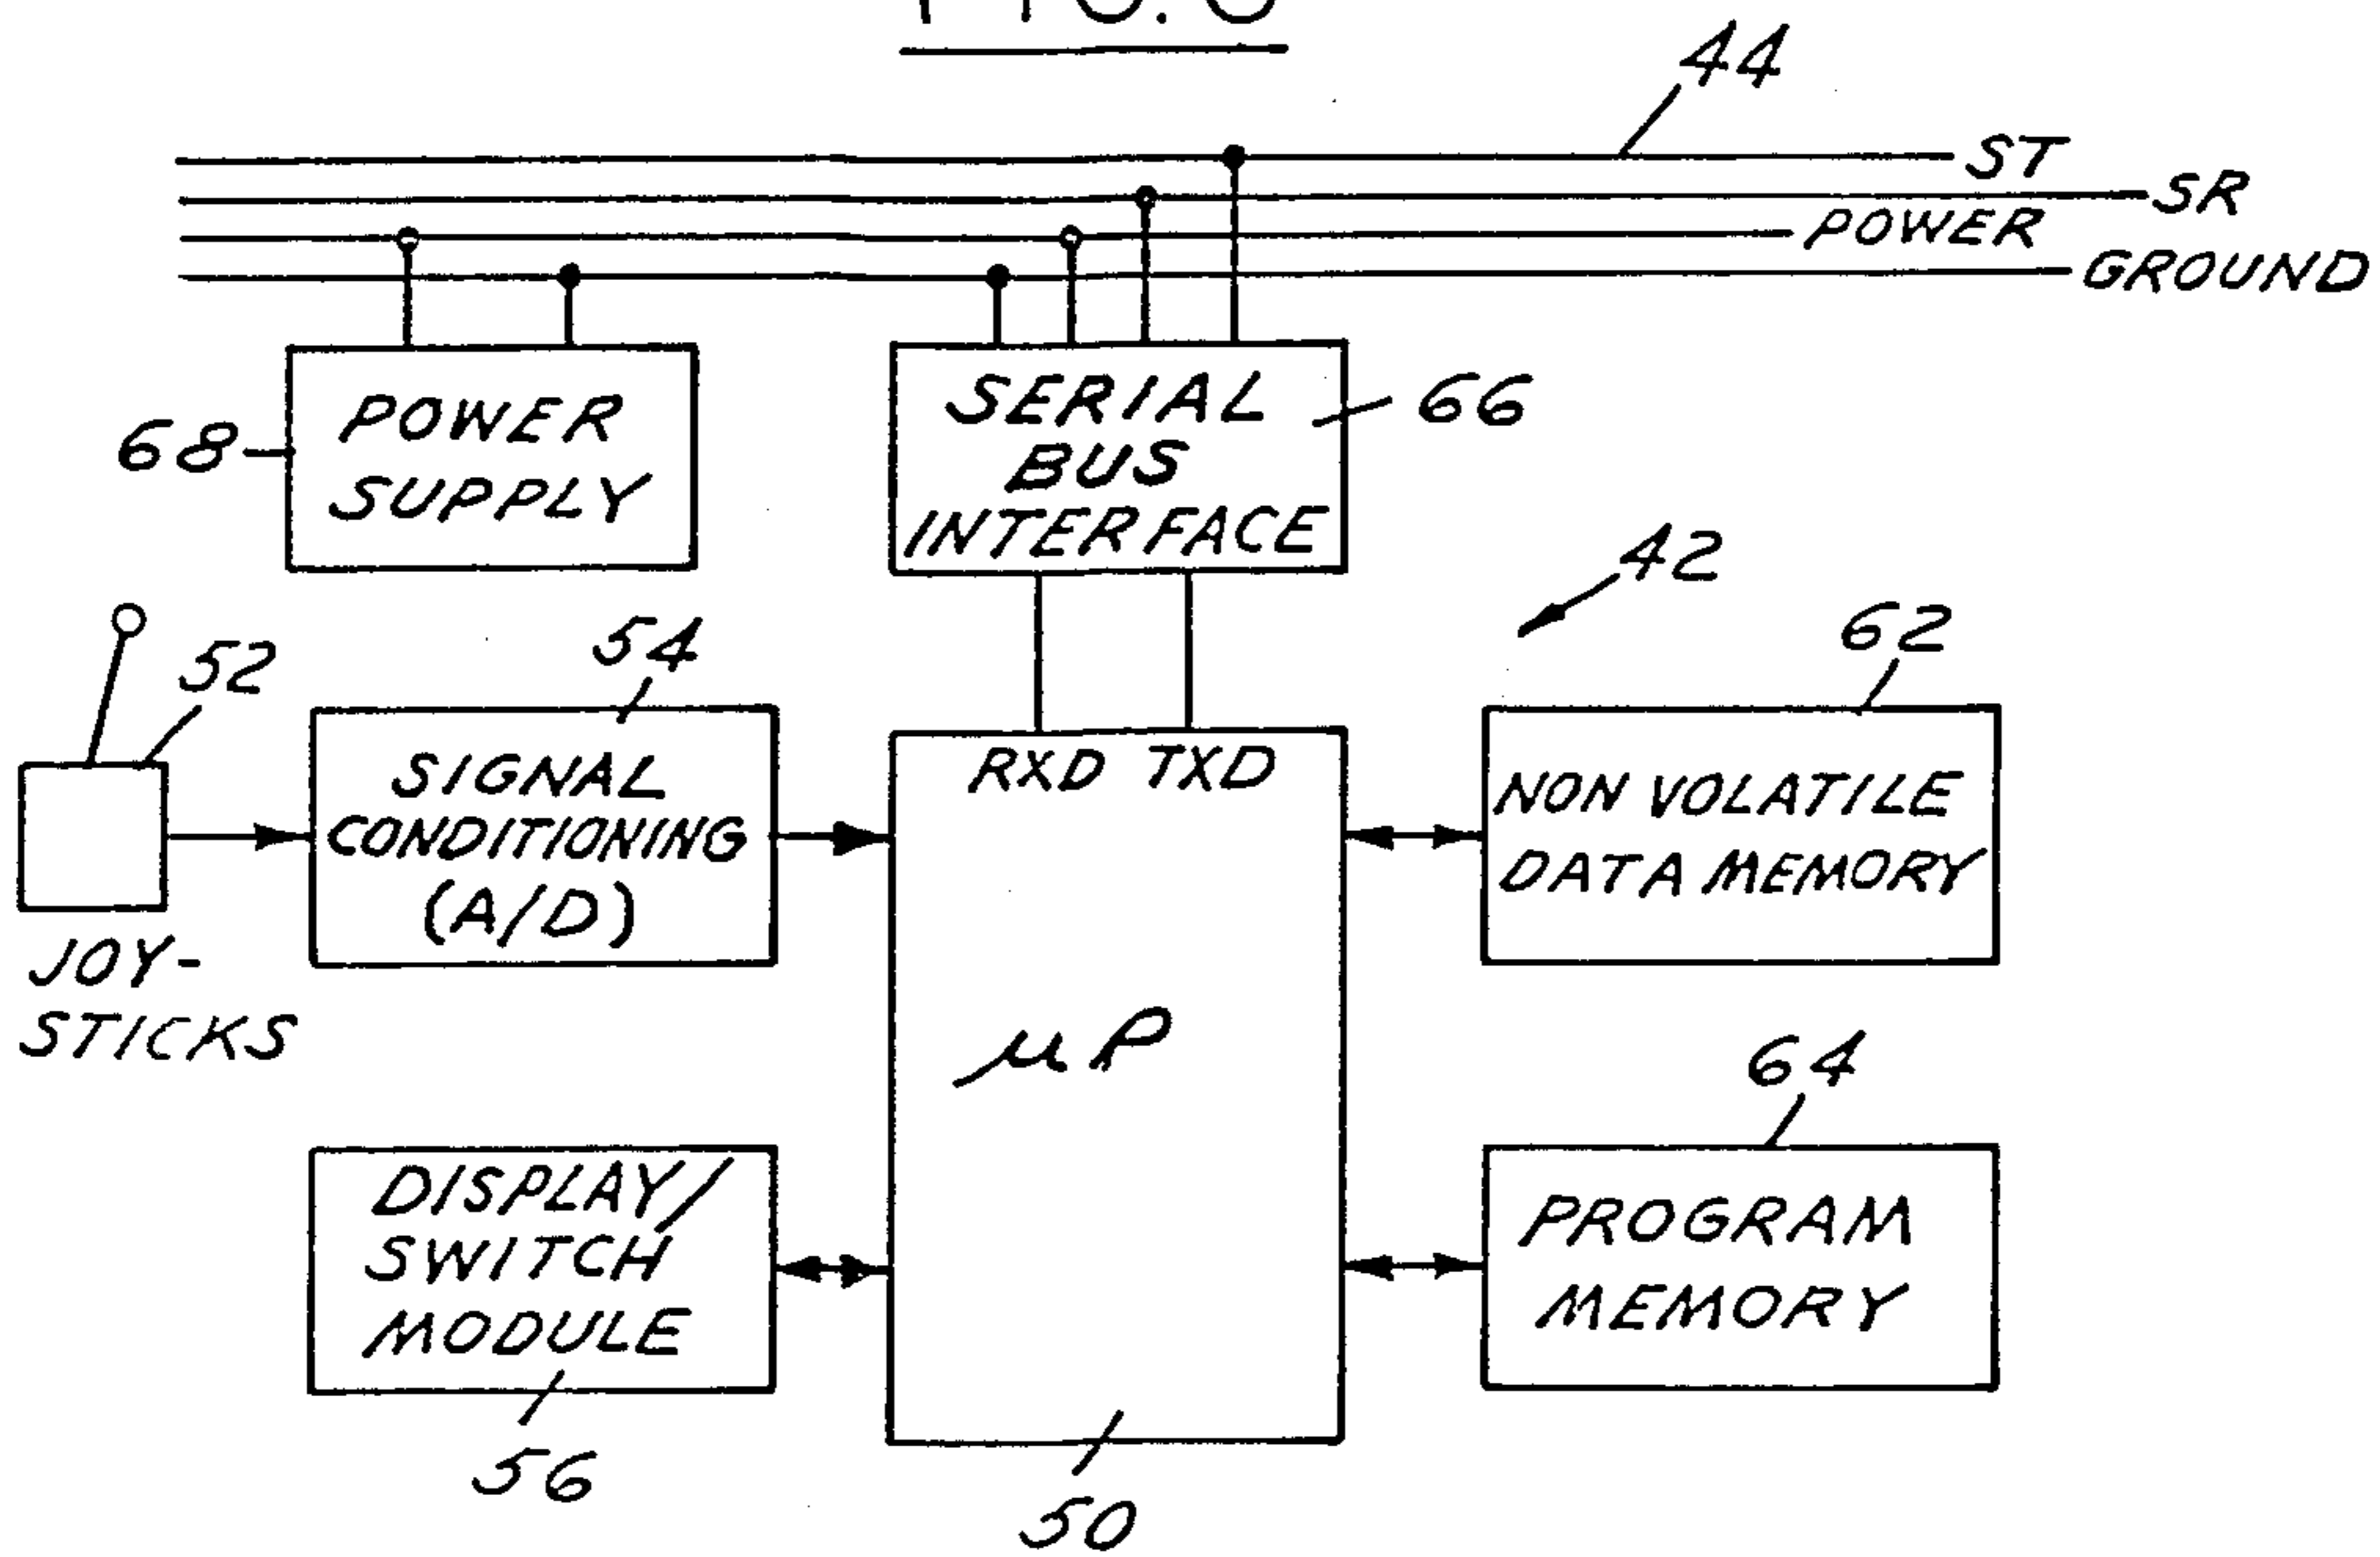 44
ST
SR
POWER
GROUND
68
POWER
SUPPLY
SERIAL
BUS
INTERFACE
66
42
52
54
62
JOY-
STICKS
SIGNAL
CONDITIONING
(A/D)
RXD TXD
μP
NON VOLATILE
DATA MEMORY
64
DISPLAY/
SWITCH
MODULE
PROGRAM
MEMORY
56
50